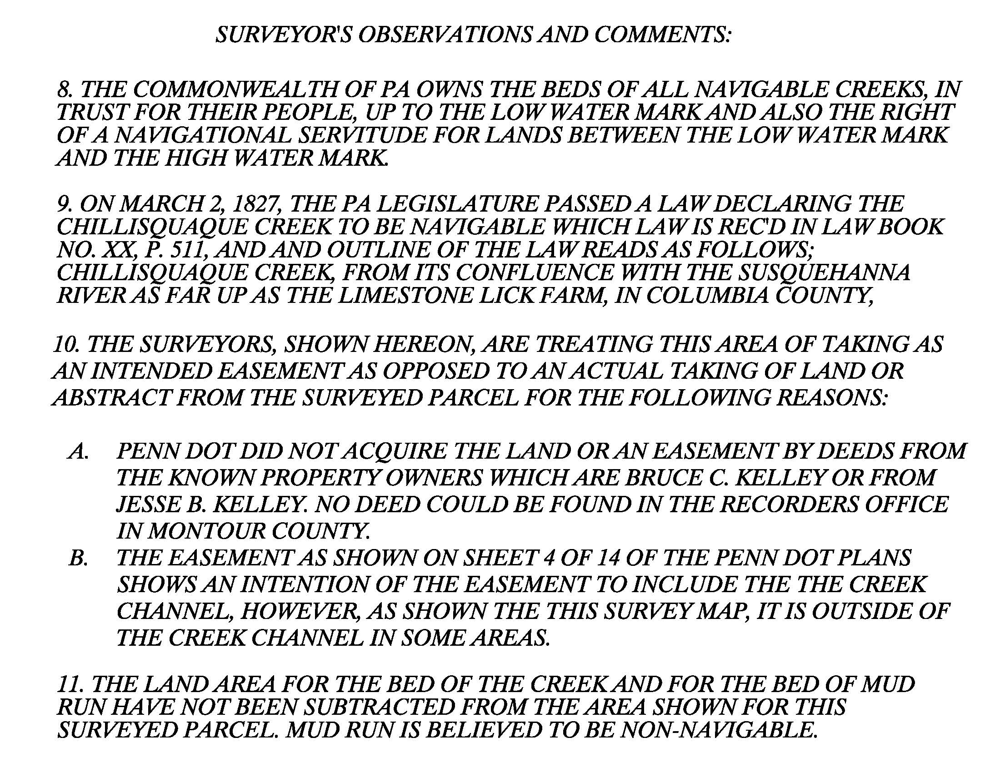 SURVEYOR'S OBSERVATIONS AND COMMENTS:
8. THE COMMONWEALTH OF PA OWNS THE BEDS OF ALL NAVIGABLE CREEKS, IN
TRUST FOR THEIR PEOPLE, UP TO THE LOW WATER MARK AND ALSO THE RIGHT
OF A NAVIGATIONAL SERVITUDE FOR LANDS BETWEEN THE LOW WATER MARK
AND THE HIGH WATER MARK.
9. ON MARCH 2, 1827, THE PA LEGISLATURE PASSED A LAW DECLARING THE
CHILLISQUAQUE CREEK TO BE NAVIGABLE WHICH LAW IS REC'D IN LAW BOOK
NO. XX, P. 511, AND AND OUTLINE OF THE LAW READS AS FOLLOWS;
CHILLISQUAQUE CREEK, FROM ITS CONFLUENCE WITH THE SUSQUEHANNA
RIVER AS FAR UP AS THE LIMESTONE LICK FARM, IN COLUMBIA COUNTY,
10. THE SURVEYORS, SHOWN HEREON, ARE TREATING THIS AREA OF TAKING AS
AN INTENDED EASEMENT AS OPPOSED TO AN ACTUAL TAKING OF LAND OR
ABSTRACT FROM THE SURVEYED PARCEL FOR THE FOLLOWING REASONS:
A. PENN DOT DID NOT ACQUIRE THE LAND OR AN EASEMENT BY DEEDS FROM
THE KNOWN PROPERTY OWNERS WHICH ARE BRUCE C. KELLEY OR FROM
JESSE B. KELLEY. NO DEED COULD BE FOUND IN THE RECORDERS OFFICE
IN MONTOUR COUNTY.
B. THE EASEMENT AS SHOWN ON SHEET 4 OF 14 OF THE PENN DOT PLANS
SHOWS AN INTENTION OF THE EASEMENT TO INCLUDE THE THE CREEK
CHANNEL, HOWEVER, AS SHOWN THE THIS SURVEY MAP, IT IS OUTSIDE OF
THE CREEK CHANNEL IN SOME AREAS.
11. THE LAND AREA FOR THE BED OF THE CREEK AND FOR THE BED OF MUD
RUN HAVE NOT BEEN SUBTRACTED FROM THE AREA SHOWN FOR THIS
SURVEYED PARCEL. MUD RUN IS BELIEVED TO BE NON-NAVIGABLE.